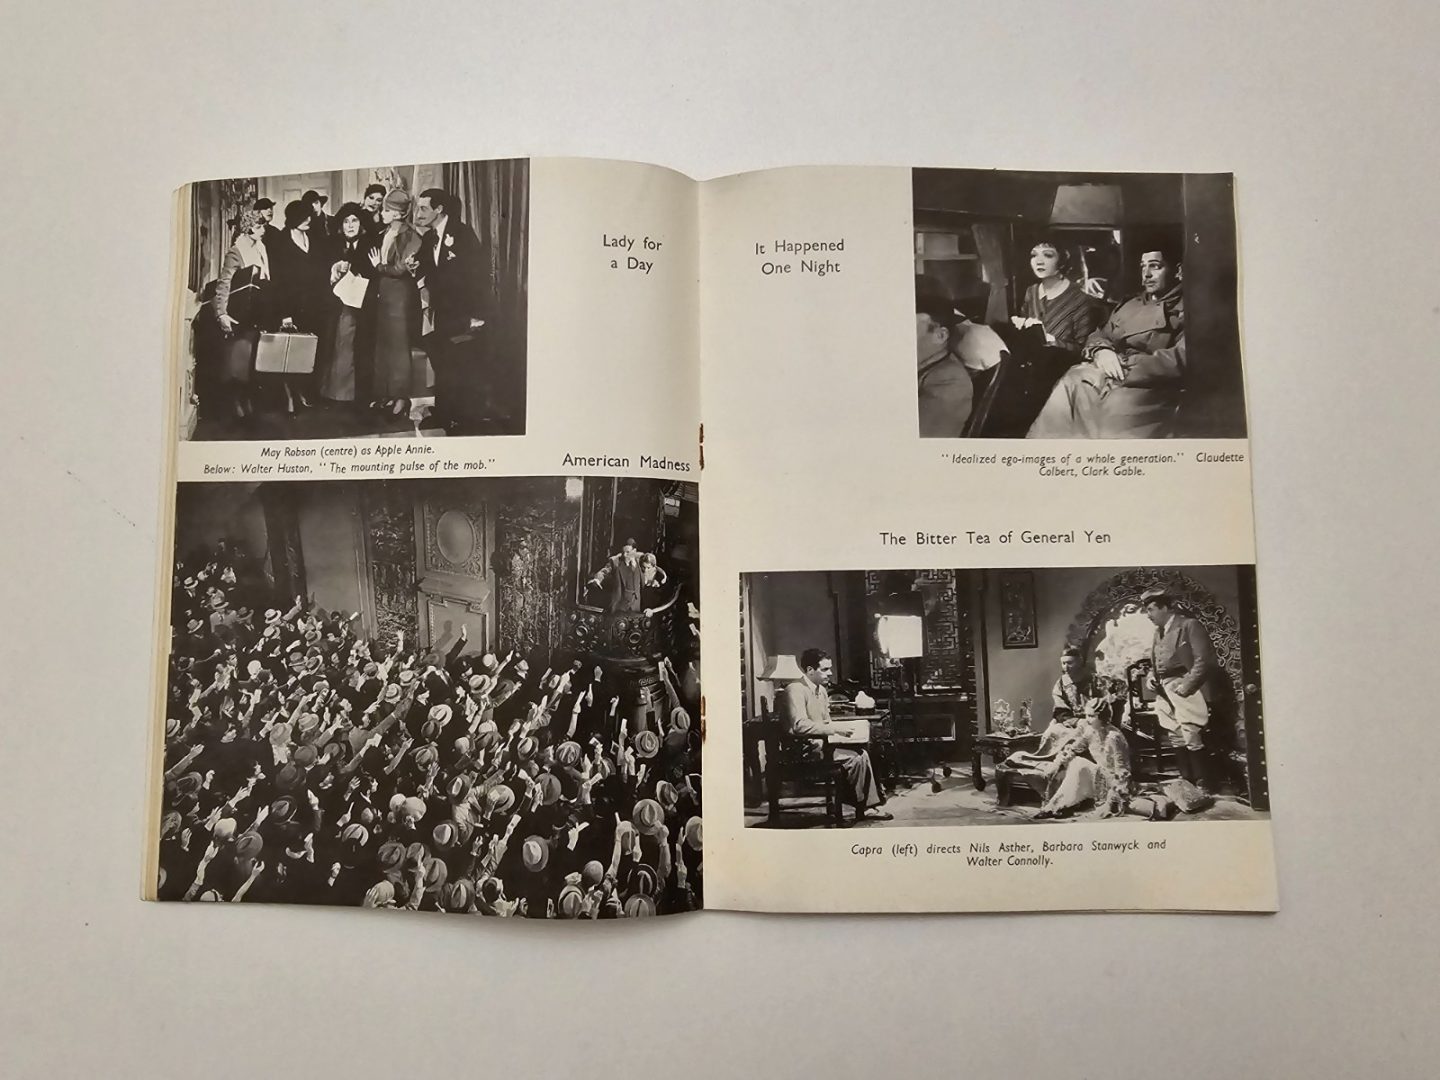 Lady for
a Day
May Robson (centre) as Apple Annie.
Below: Walter Huston, "The mounting pulse of the mob."
American Madness
It Happened
One Night
"Idealized ego-images of a whole generation." Claudette
Colbert, Clark Gable.
The Bitter Tea of General Yen
Capra (left) directs Nils Asther, Barbara Stanwyck and
Walter Connolly.